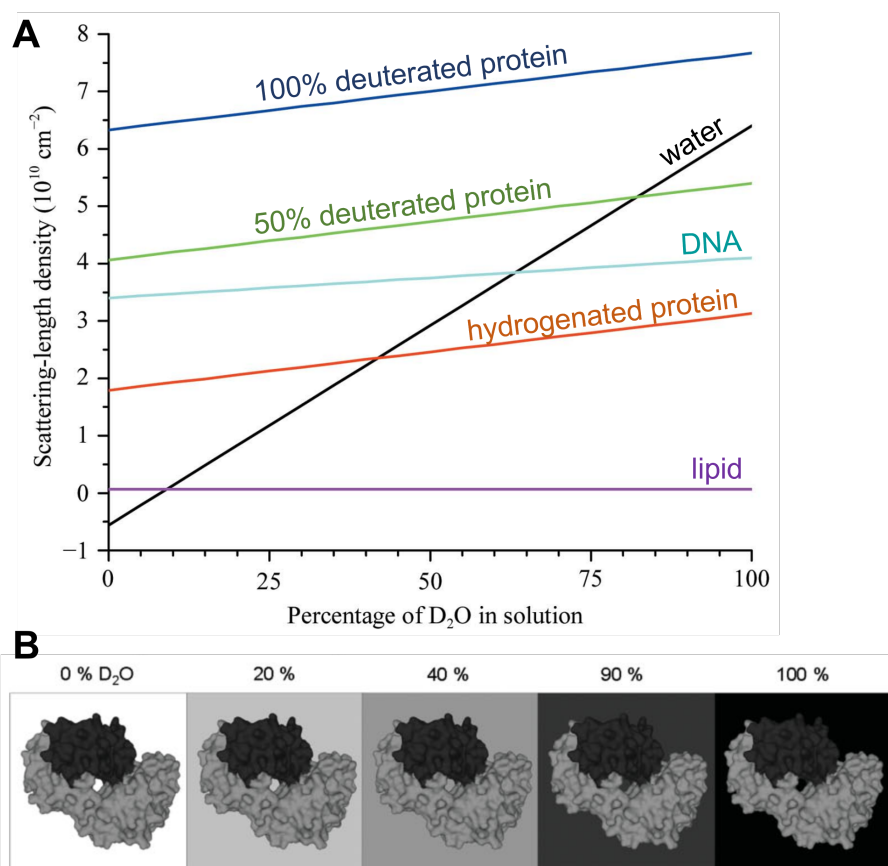 A
8
7
6
5
4
3
2
1
0
−1
Scattering-length density (10¹⁰ cm⁻²)
100% deuterated protein
water
50% deuterated protein
DNA
hydrogenated protein
lipid
0 25 50 75 100
Percentage of D₂O in solution
B
0 % D₂O 20 % 40 % 90 % 100 %